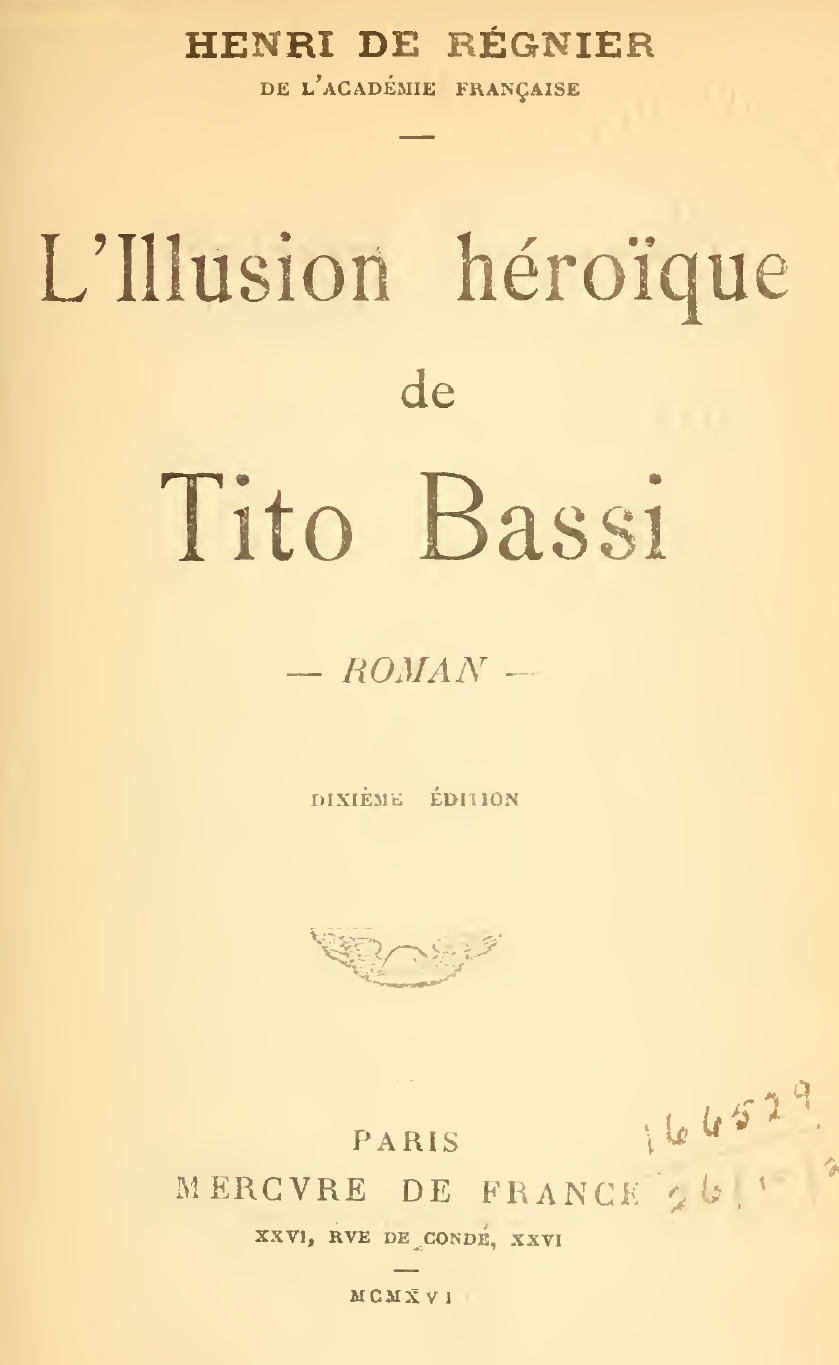 HENRI DE RÉGNIER
DE L'ACADÉMIE FRANÇAISE
L'Illusion héroïque
de
Tito Bassi
— ROMAN —
DIXIÈME ÉDITION
PARIS
MERCVRE DE FRANCE
XXVI, RVE DE CONDÉ, XXVI
MCMXVI
166529